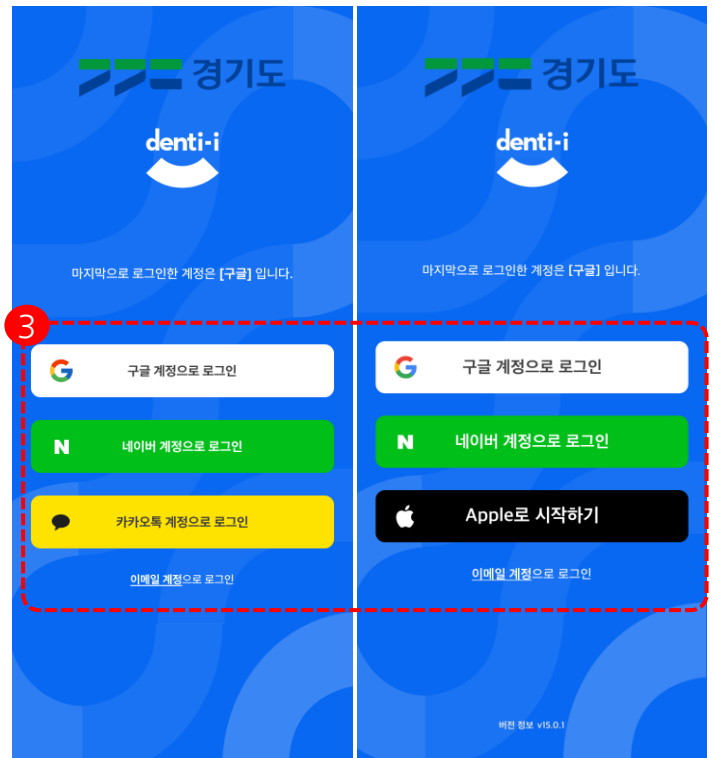 경기도
denti-i
마지막으로 로그인한 계정은 [구글] 입니다.
3
구글 계정으로 로그인
네이버 계정으로 로그인
카카오톡 계정으로 로그인
이메일 계정으로 로그인
경기도
denti-i
마지막으로 로그인한 계정은 [구글] 입니다.
구글 계정으로 로그인
네이버 계정으로 로그인
Apple로 시작하기
이메일 계정으로 로그인
버전 정보 v15.0.1